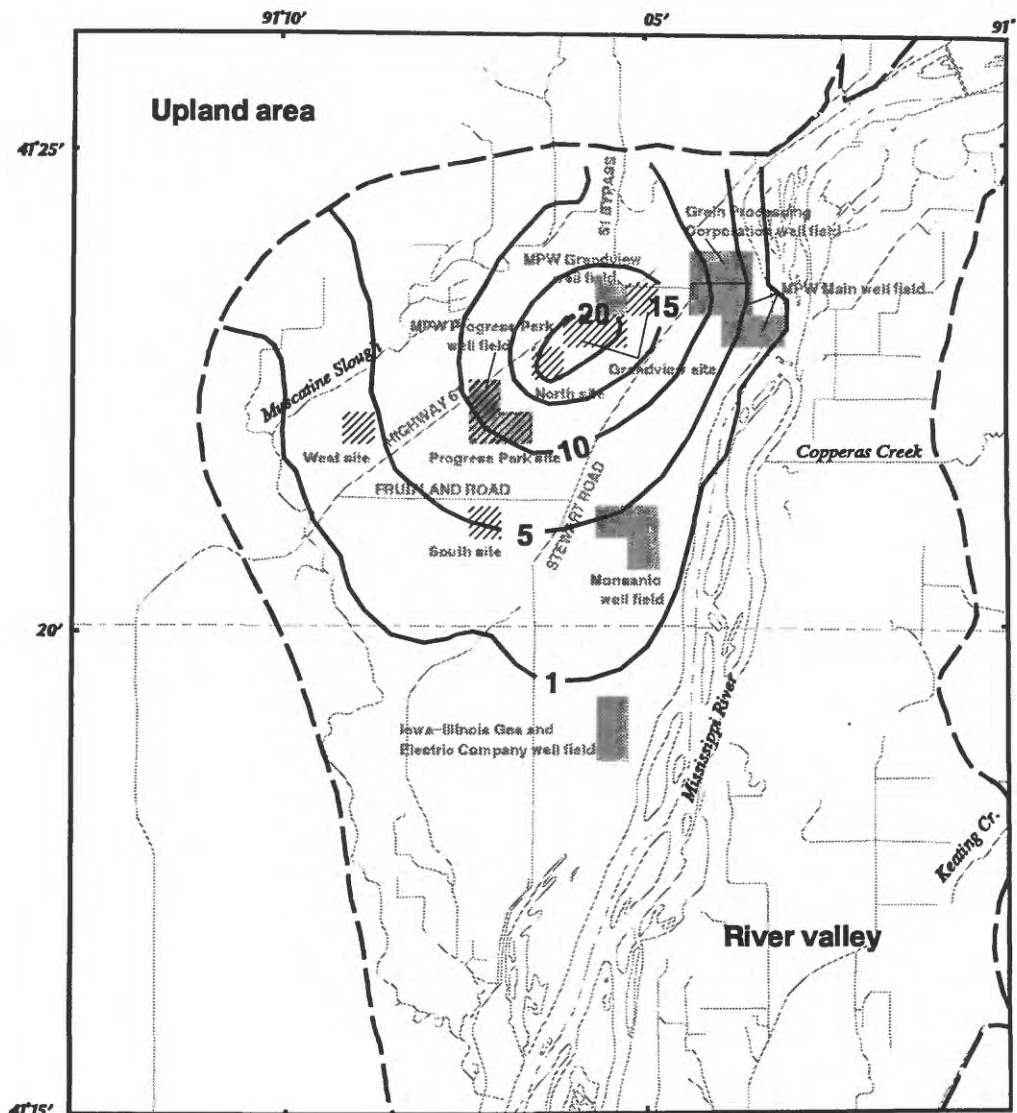 91°10'
05'
91°
Upland area
41°25'
61 BYPASS
Grain Processing
Corporation well field
MPW Grandview
well field
MPW Main well field
20
15
MPW Progress Park
well field
Grandview site
Muscatine Slough
North site
HIGHWAY 61
10
Copperas Creek
West site
Progress Park site
FRUITLAND ROAD
5
STEWART ROAD
South site
Monsanto
well field
20'
1
Iowa-Illinois Gas and
Electric Company well field
Mississippi River
Keating Cr.
River valley
41°15'